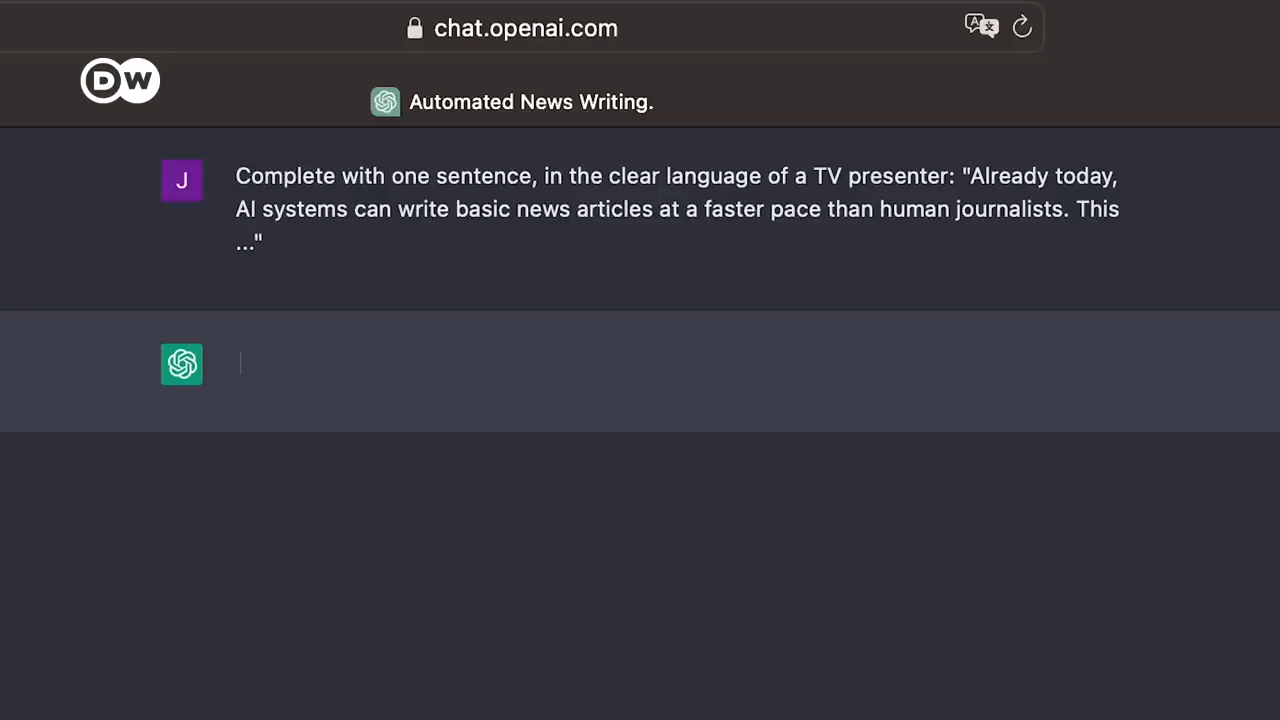 chat.openai.com
DW
Automated News Writing.
J
Complete with one sentence, in the clear language of a TV presenter: "Already today,
AI systems can write basic news articles at a faster pace than human journalists. This
..."